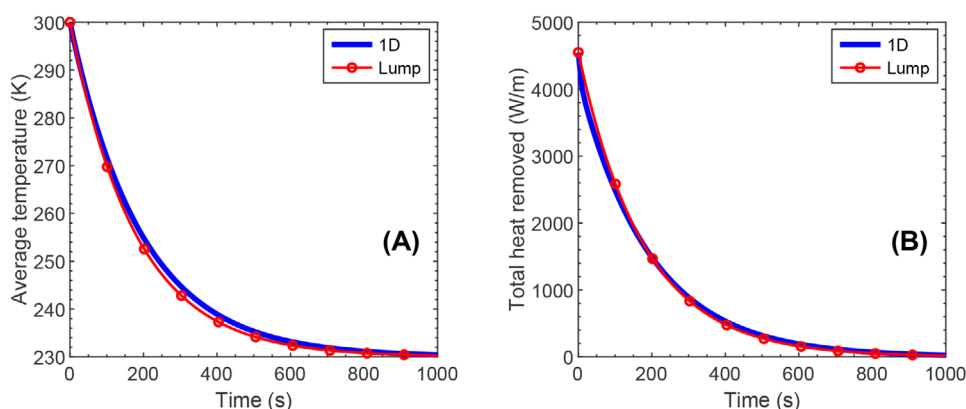 300
290
280
270
260
250
240
230
0
200
400
600
800
1000
Average temperature (K)
Time (s)
1D
Lump
(A)
5000
4000
3000
2000
1000
0
0
200
400
600
800
1000
Total heat removed (W/m)
Time (s)
1D
Lump
(B)